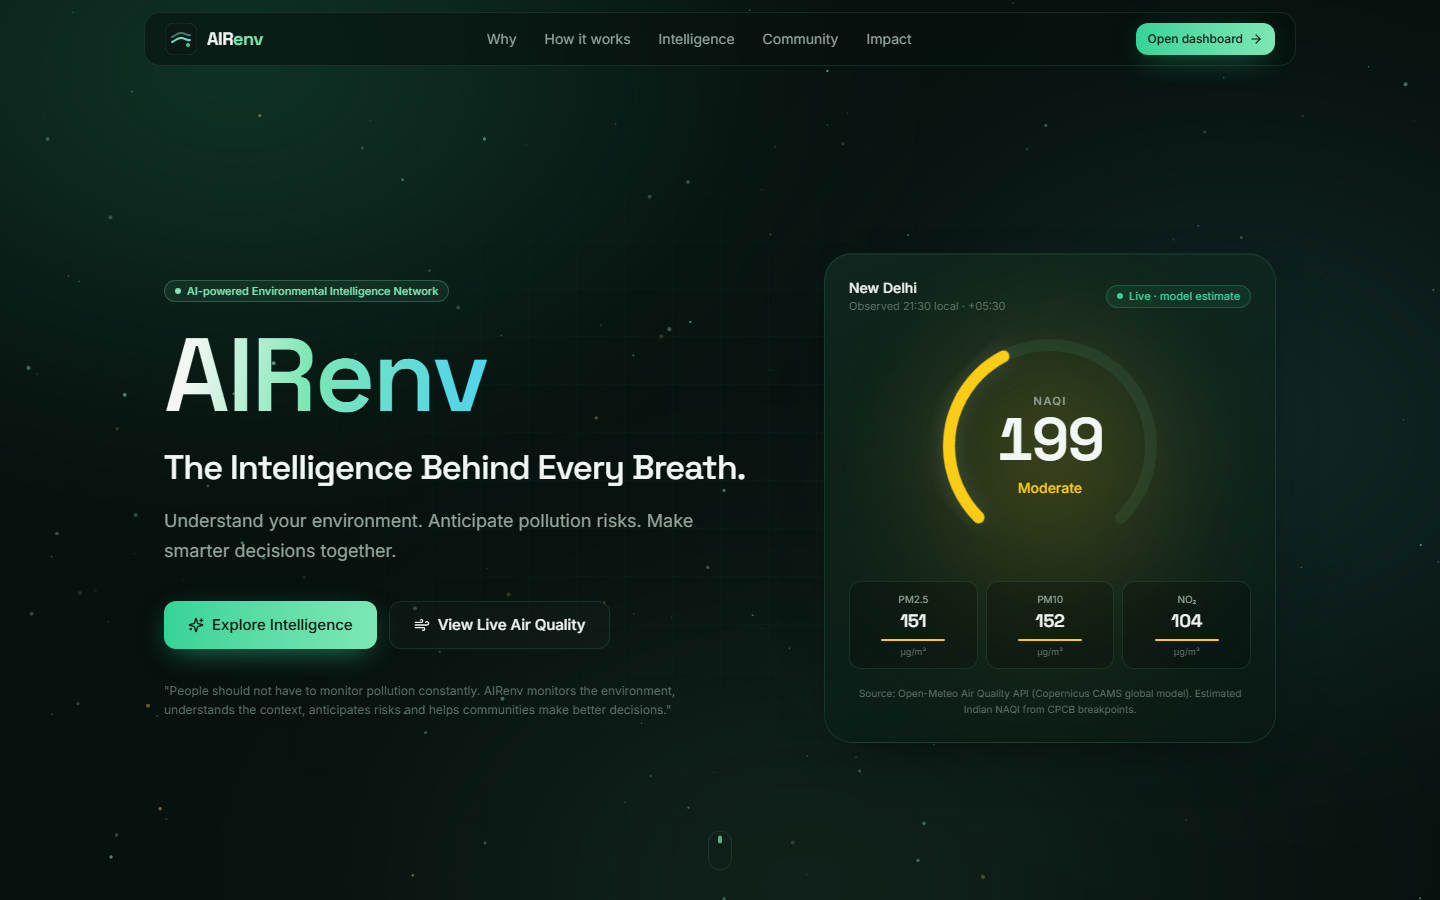 AIRenv
Why
How it works
Intelligence
Community
Impact
Open dashboard
AI-powered Environmental Intelligence Network
AIRenv
The Intelligence Behind Every Breath.
Understand your environment. Anticipate pollution risks. Make
smarter decisions together.
Explore Intelligence
View Live Air Quality
"People should not have to monitor pollution constantly. AIRenv monitors the environment,
understands the context, anticipates risks and helps communities make better decisions."
New Delhi
Observed 21:30 local · +05:30
Live · model estimate
NAQI
199
Moderate
PM2.5
151
µg/m³
PM10
152
µg/m³
NO₂
104
µg/m³
Source: Open-Meteo Air Quality API (Copernicus CAMS global model). Estimated
Indian NAQI from CPCB breakpoints.